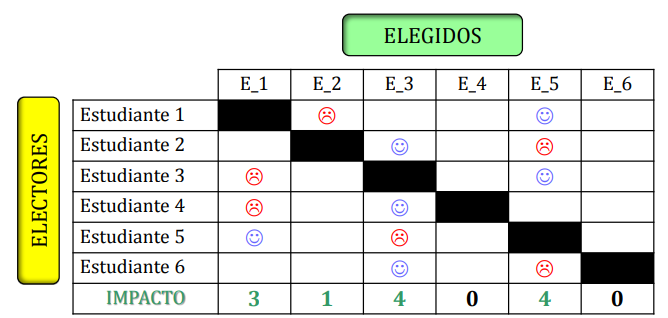 ELEGIDOS
E_1 E_2 E_3 E_4 E_5 E_6
ELECTORES
Estudiante 1
Estudiante 2
Estudiante 3
Estudiante 4
Estudiante 5
Estudiante 6
IMPACTO 3 1 4 0 4 0